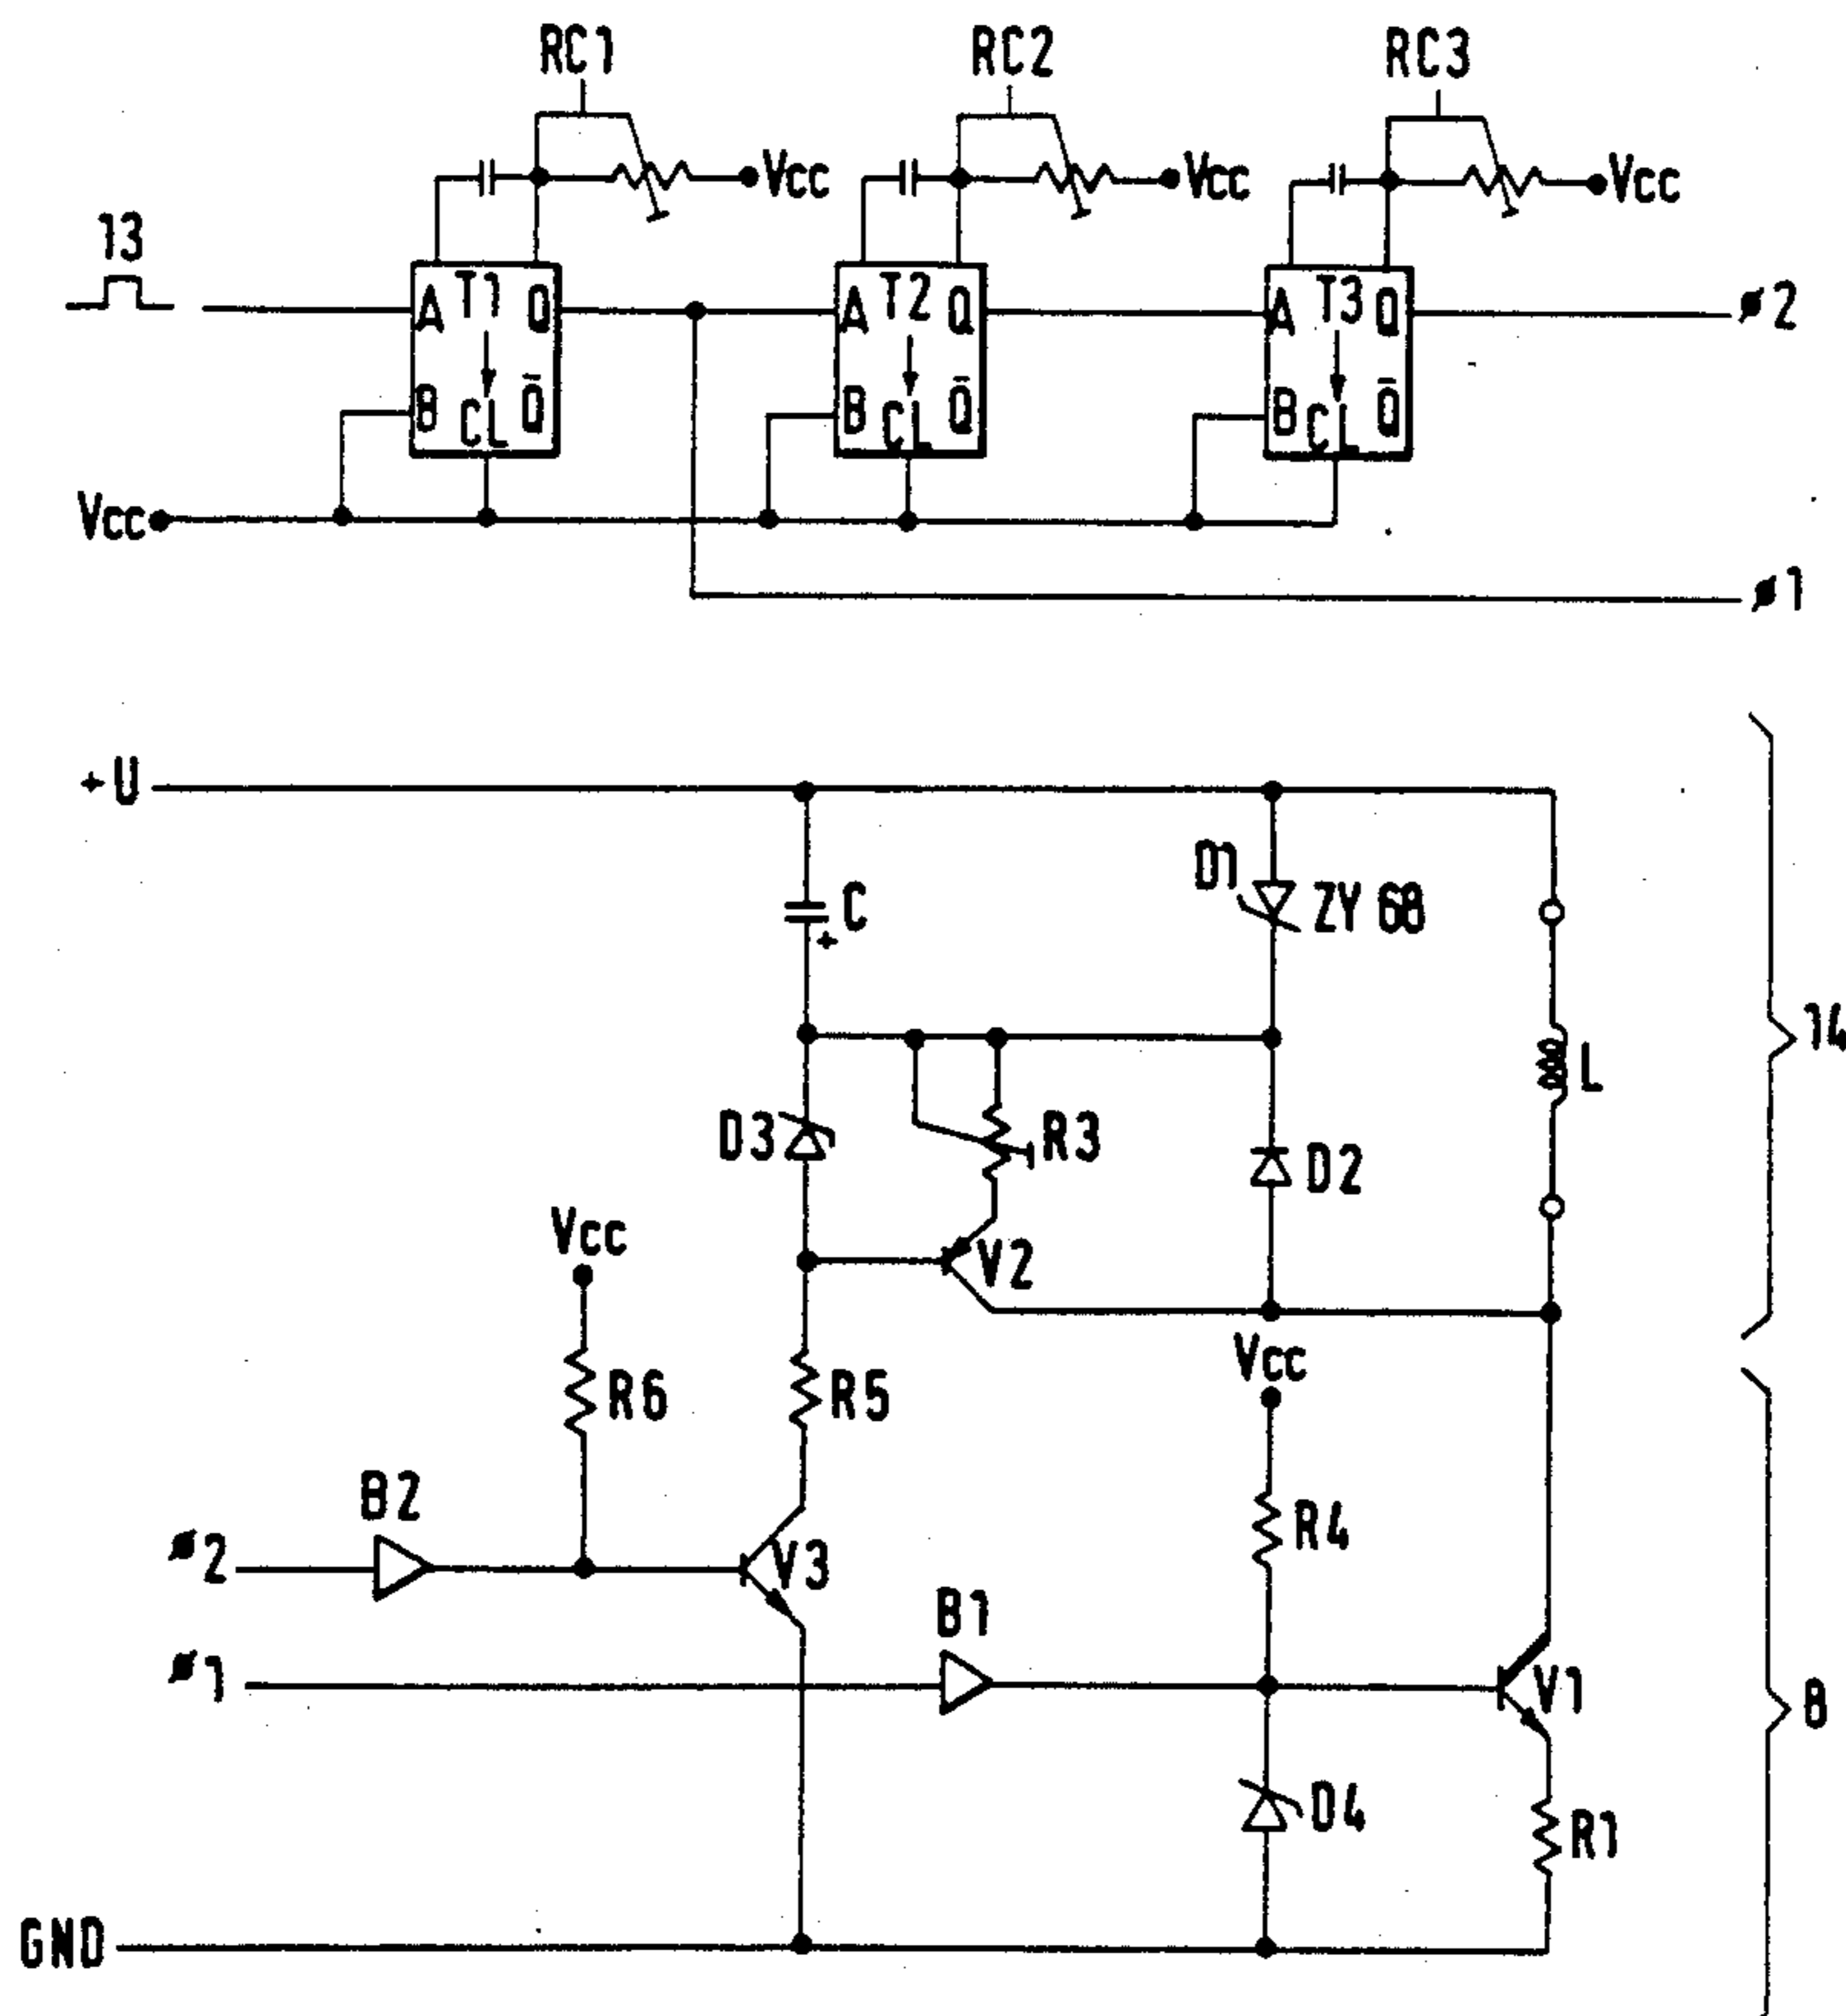 RC1 RC2 RC3
Vcc Vcc Vcc
13
A T1 Q A T2 Q A T3 Q ø2
B CL Q̄ B CL Q̄ B CL Q̄
Vcc
ø1
+U
D1 ZY 68
C
+
14
L
D3 R3 D2
Vcc V2
Vcc
R6 R5
R4
B2
ø2 V3
B1
ø1 V1 8
D4 R1
GND